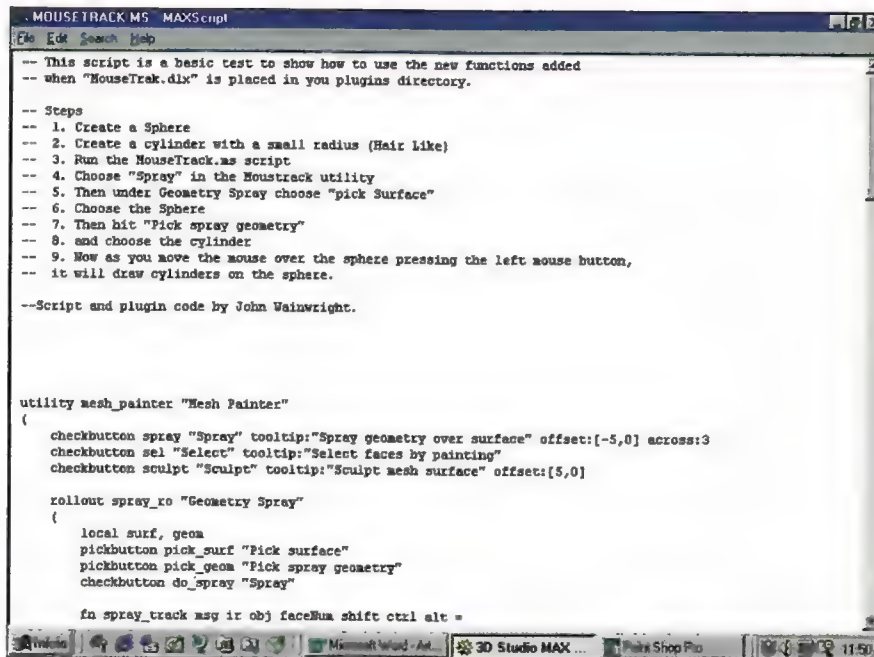 MOUSETRACK.MS MAXScript
File Edit Search Help
-- This script is a basic test to show how to use the new functions added
-- when "MouseTrak.dlx" is placed in you plugins directory.
-- Steps
-- 1. Create a Sphere
-- 2. Create a cylinder with a small radius (Hair Like)
-- 3. Run the MouseTrack.ms script
-- 4. Choose "Spray" in the Moustrack utility
-- 5. Then under Geometry Spray choose "pick Surface"
-- 6. Choose the Sphere
-- 7. Then hit "Pick spray geometry"
-- 8. and choose the cylinder
-- 9. Now as you move the mouse over the sphere pressing the left mouse button,
-- it will draw cylinders on the sphere.
--Script and plugin code by John Wainwright.
utility mesh_painter "Mesh Painter"
(
checkbutton spray "Spray" tooltip:"Spray geometry over surface" offset:[-5,0] across:3
checkbutton sel "Select" tooltip:"Select faces by painting"
checkbutton sculpt "Sculpt" tooltip:"Sculpt mesh surface" offset:[5,0]
rollout spray_ro "Geometry Spray"
(
local surf, geom
pickbutton pick_surf "Pick surface"
pickbutton pick_geom "Pick spray geometry"
checkbutton do_spray "Spray"
fn spray_track msg ir obj faceNum shift ctrl alt =
Inicio Microsoft Word - Art... 3D Studio MAX ... Paint Shop Pro 11:50